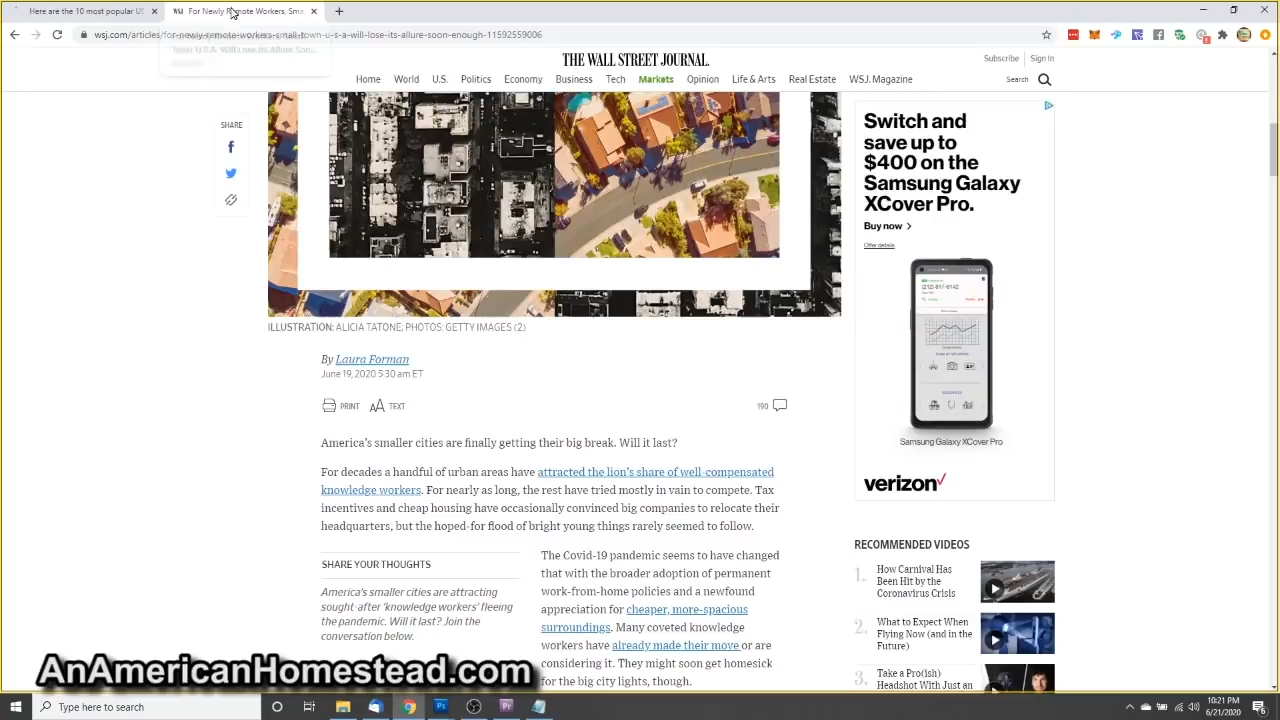 Here are the 10 most popular US
WSJ For Newly Remote Workers, Sma
wsj.com/articles/for-newly-remote-workers-small-town-u-s-a-will-lose-its-allure-soon-enough-11592559006
THE WALL STREET JOURNAL.
Subscribe Sign In
Home World U.S. Politics Economy Business Tech Markets Opinion Life & Arts Real Estate WSJ. Magazine
Search
SHARE
Switch and
save up to
$400 on the
Samsung Galaxy
XCover Pro.
Buy now >
Offer details
(212) 817-6142
Samsung Galaxy XCover Pro
verizon✓
ILLUSTRATION: ALICIA TATONE; PHOTOS: GETTY IMAGES (2)
By Laura Forman
June 19, 2020 5:30 am ET
PRINT AA TEXT
190
America's smaller cities are finally getting their big break. Will it last?
For decades a handful of urban areas have attracted the lion's share of well-compensated
knowledge workers. For nearly as long, the rest have tried mostly in vain to compete. Tax
incentives and cheap housing have occasionally convinced big companies to relocate their
headquarters, but the hoped-for flood of bright young things rarely seemed to follow.
SHARE YOUR THOUGHTS
America's smaller cities are attracting
sought-after 'knowledge workers' fleeing
the pandemic. Will it last? Join the
conversation below.
The Covid-19 pandemic seems to have changed
that with the broader adoption of permanent
work-from-home policies and a newfound
appreciation for cheaper, more-spacious
surroundings. Many coveted knowledge
workers have already made their move or are
considering it. They might soon get homesick
for the big city lights, though.
RECOMMENDED VIDEOS
1. How Carnival Has
Been Hit by the
Coronavirus Crisis
2. What to Expect When
Flying Now (and in the
Future)
3. Take a Pro(ish)
Headshot With Just an
AnAmericanHomestead.com
Type here to search
10:21 PM
6/21/2020